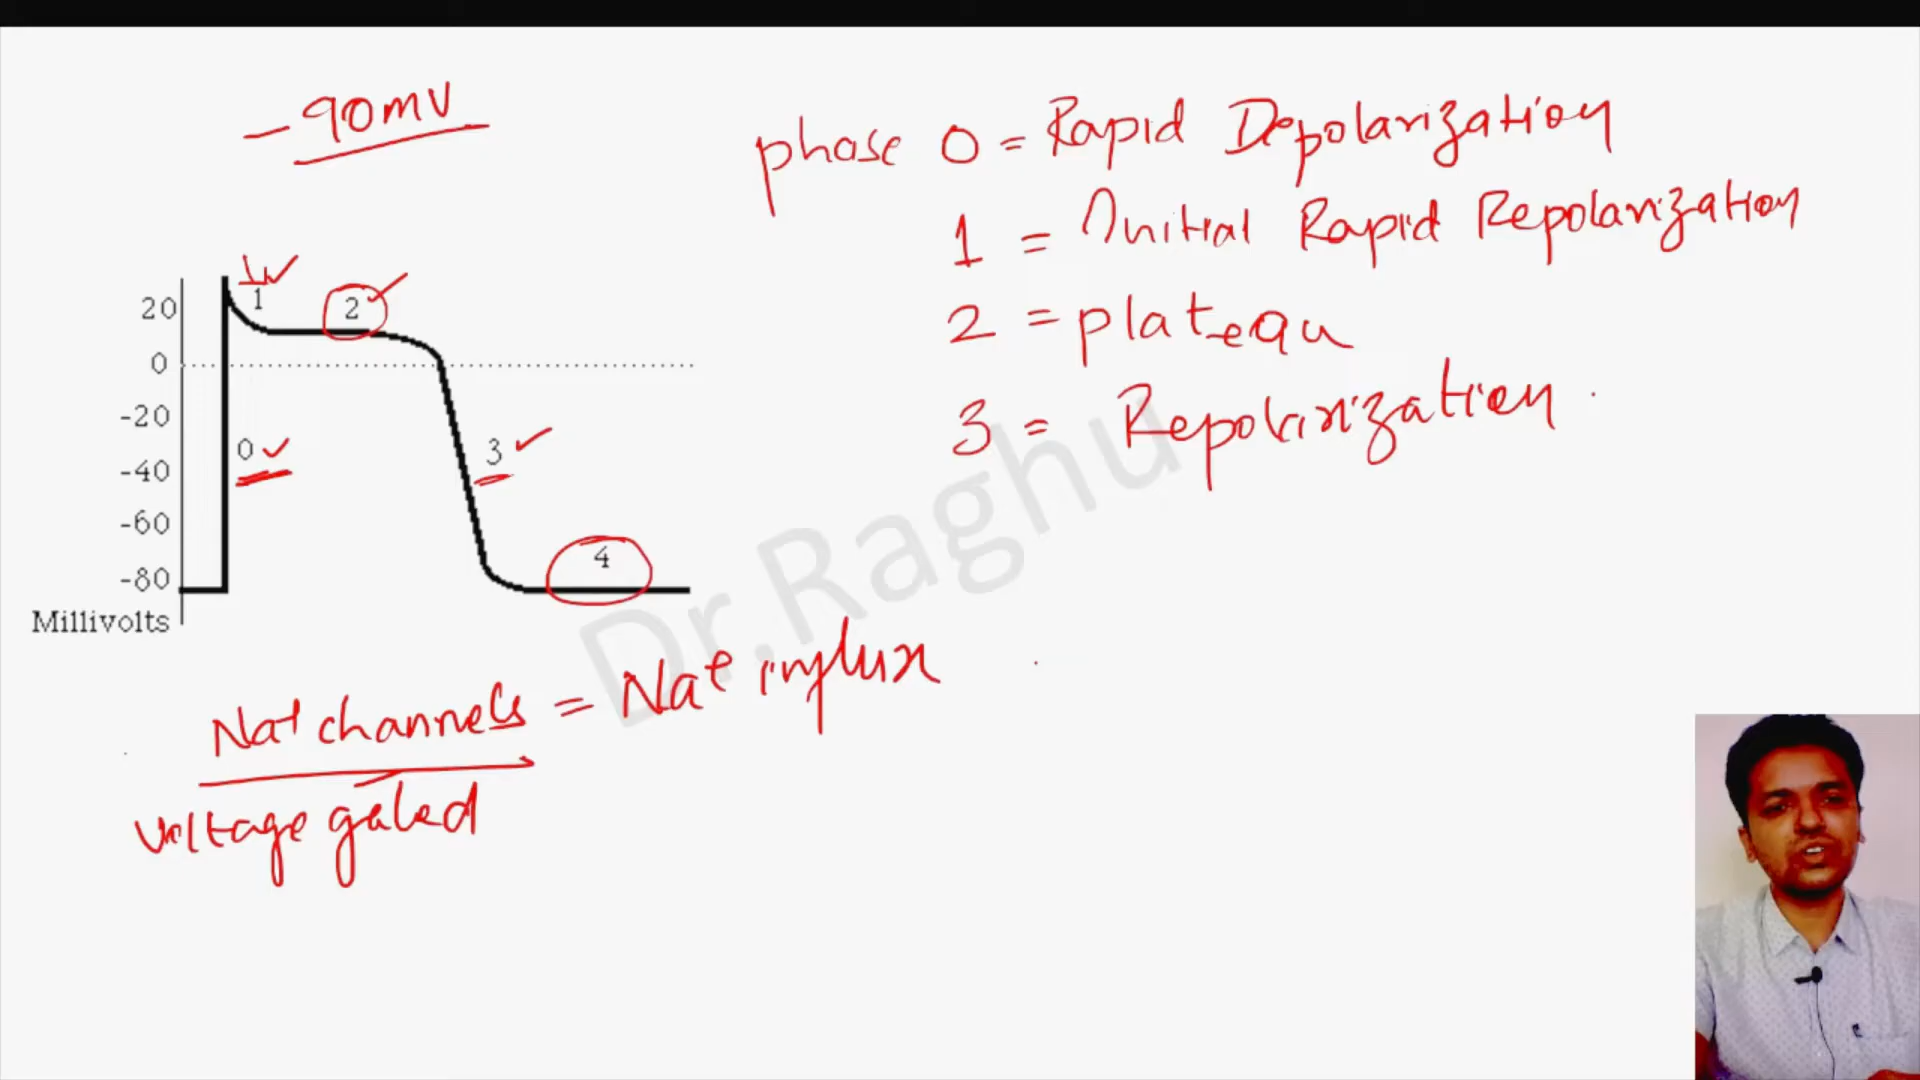 -90mV
phase 0 = Rapid Depolarization
1 = Initial Rapid Repolarization
2 = plateau
3 = Repolarization
1
1
2
20
0
-20
0
3
-40
-60
4
-80
Millivolts
Dr.Raghu
Na+ channels = Na+ influx
voltage gated